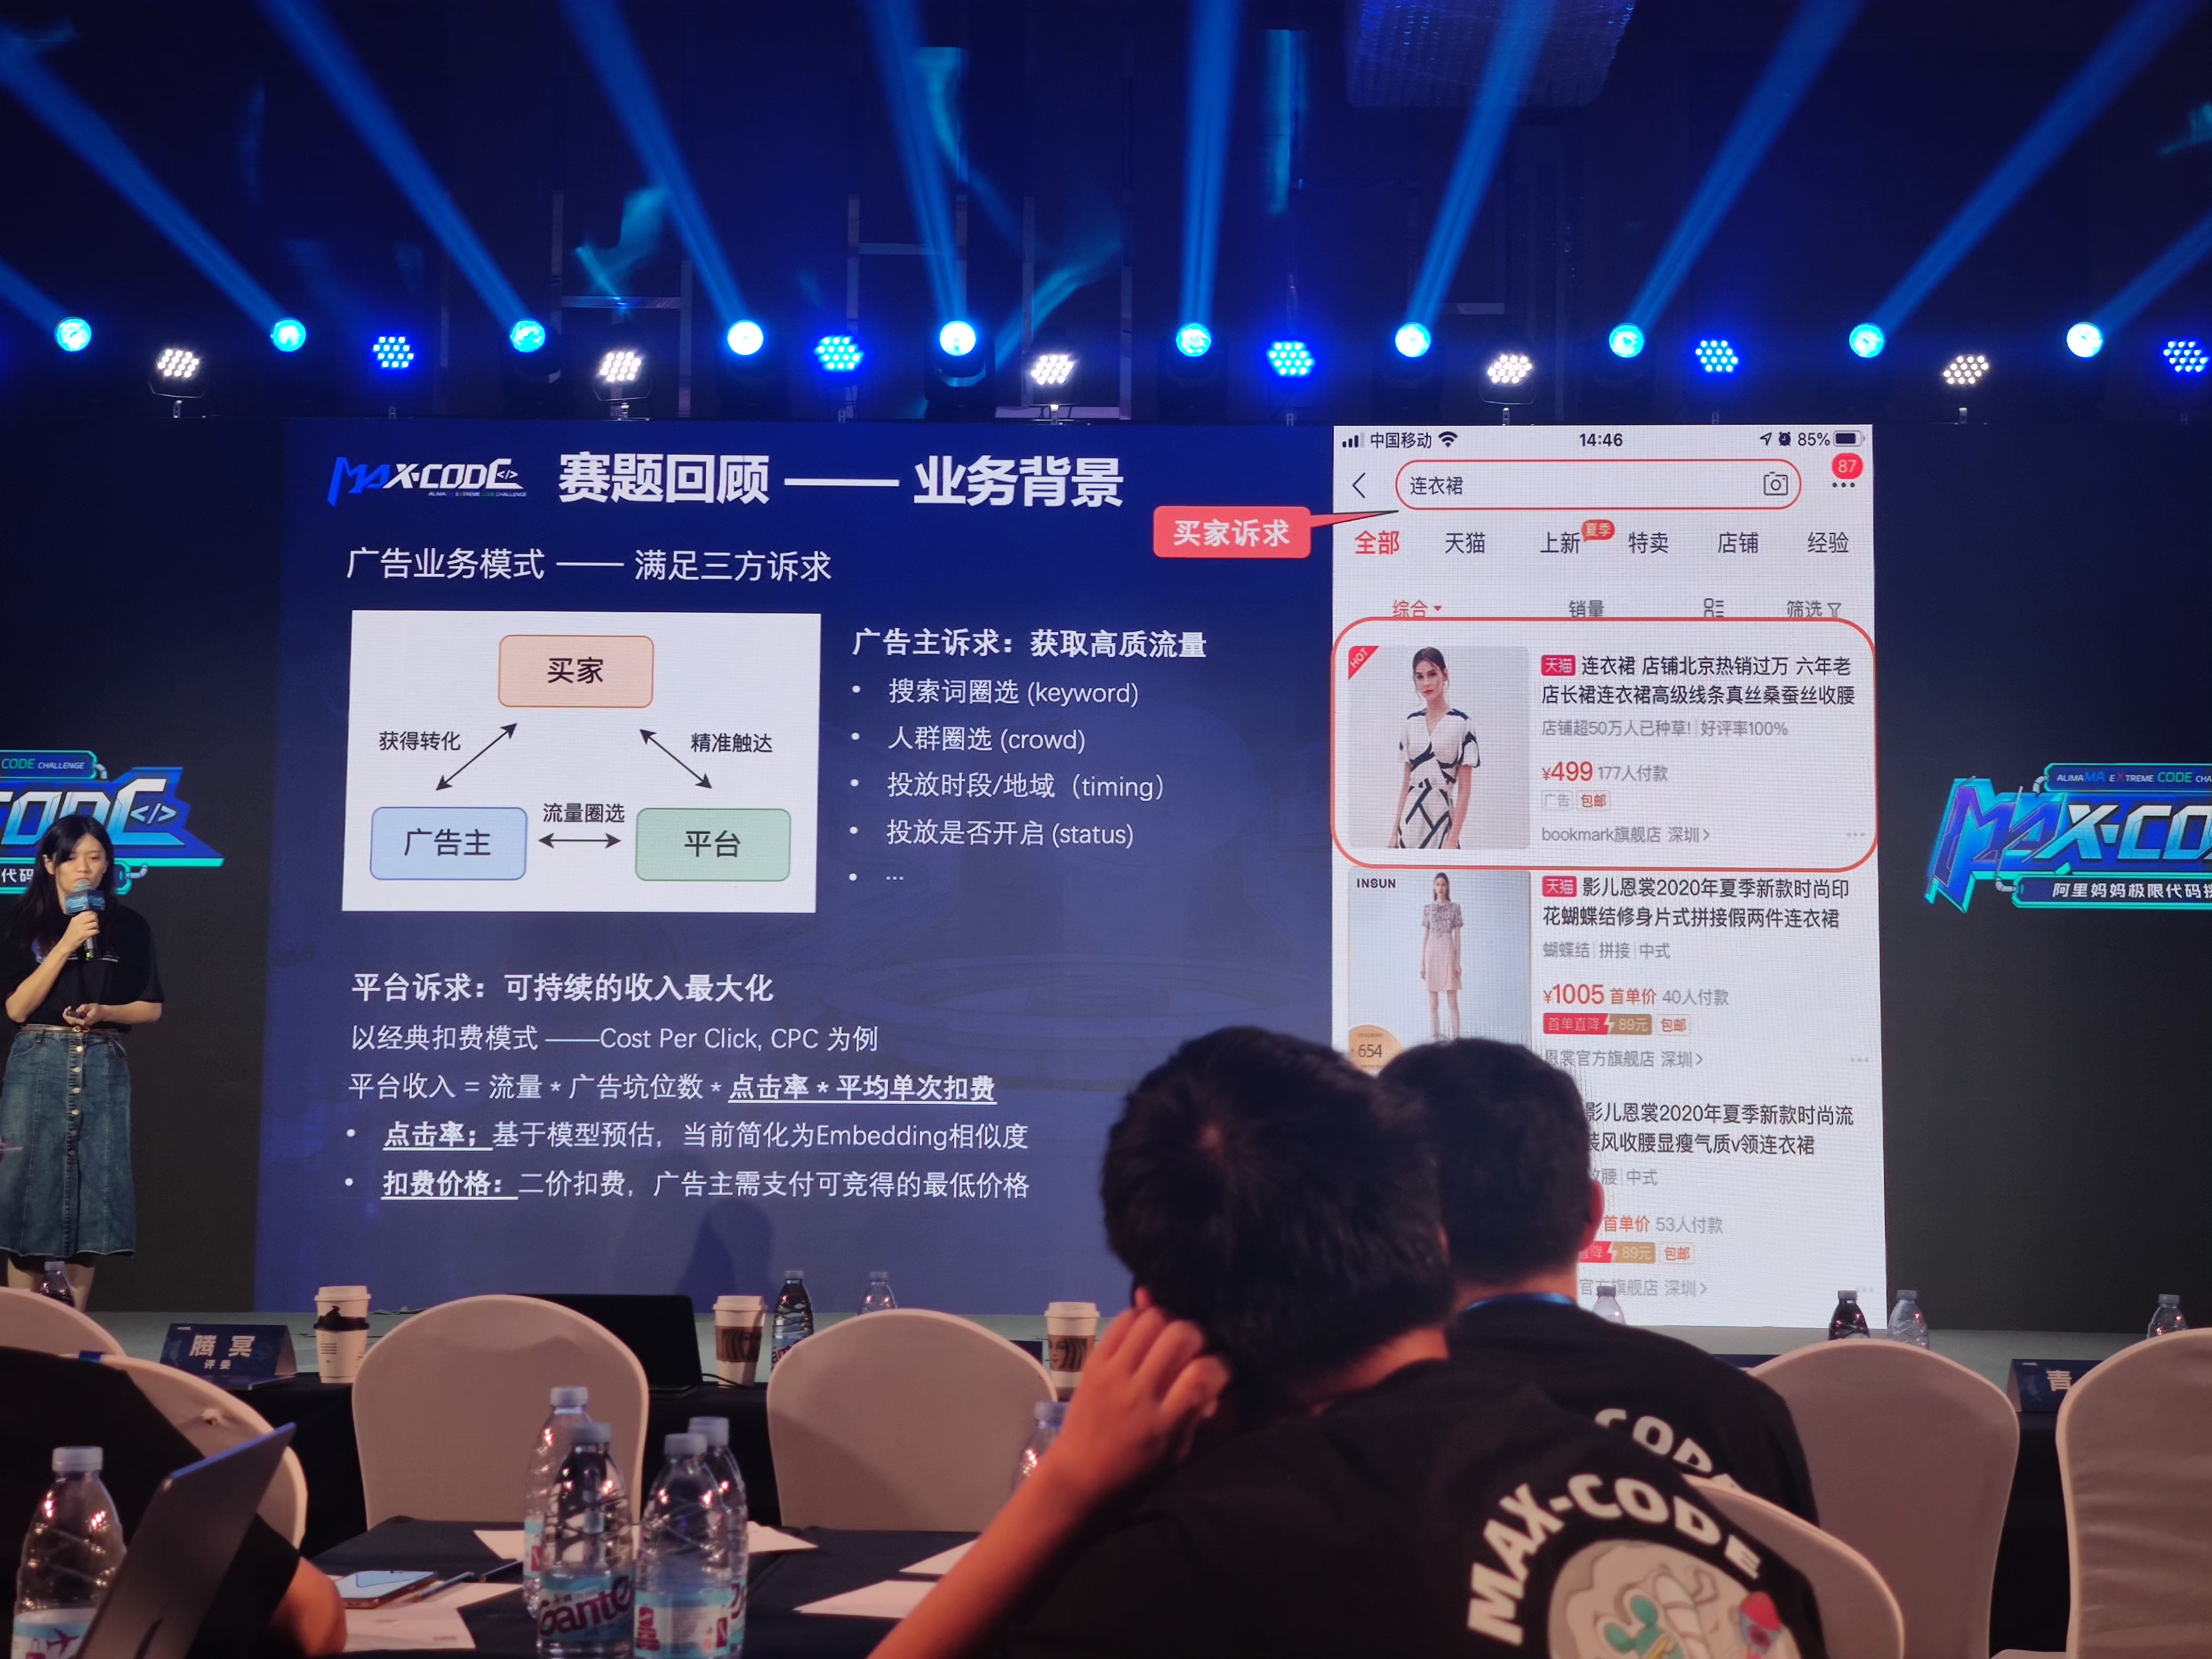 MAX-CODE</>
ALIMAMA EXTREME CODE CHALLENGE
赛题回顾 —— 业务背景
广告业务模式 —— 满足三方诉求
买家
获得转化
精准触达
流量圈选
广告主
平台
广告主诉求：获取高质流量
• 搜索词圈选 (keyword)
• 人群圈选 (crowd)
• 投放时段/地域（timing）
• 投放是否开启 (status)
• ...
平台诉求：可持续的收入最大化
以经典扣费模式 ——Cost Per Click, CPC 为例
平台收入 = 流量 * 广告坑位数 * 点击率 * 平均单次扣费
• 点击率；基于模型预估，当前简化为Embedding相似度
• 扣费价格：二价扣费，广告主需支付可竞得的最低价格
买家诉求
中国移动 14:46 85%
连衣裙
87
全部 天猫 上新 夏季 特卖 店铺 经验
综合 销量 筛选
HOT
天猫 连衣裙 店铺北京热销过万 六年老
店长裙连衣裙高级线条真丝桑蚕丝收腰
店铺超50万人已种草! 好评率100%
¥499 177人付款
广告 包邮
bookmark旗舰店 深圳>
INSUN
天猫 影儿恩裳2020年夏季新款时尚印
花蝴蝶结修身片式拼接假两件连衣裙
蝴蝶结 | 拼接 | 中式
¥1005 首单价 40人付款
首单直降 89元 包邮
654
恩裳官方旗舰店 深圳>
影儿恩裳2020年夏季新款时尚流
装风收腰显瘦气质v领连衣裙
收腰 | 中式
首单价 53人付款
直降 89元 包邮
官方旗舰店 深圳>
CODE CHALLENGE
CODE</>
代码
ALIMAMA EXTREME CODE CHA
MAX-CO
阿里妈妈极限代码挑
腾冥
评委
青
CODE
MAX-CODE